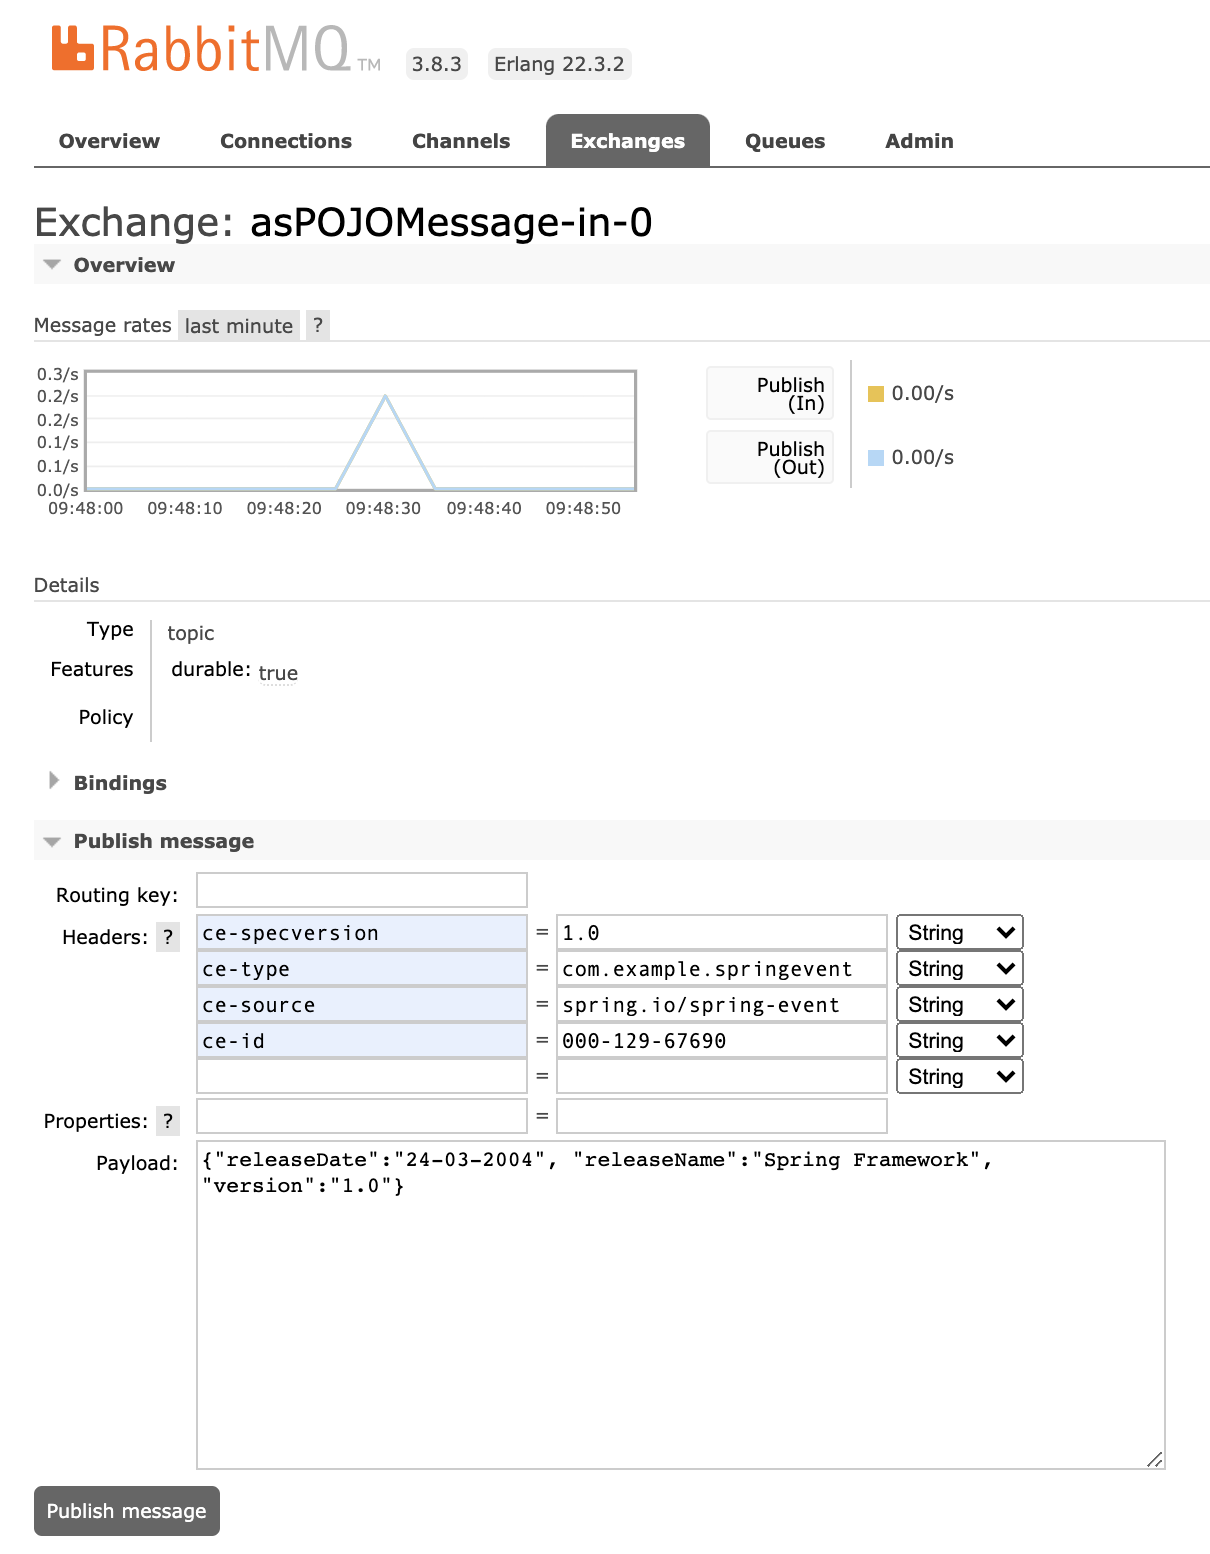 RabbitMQ TM 3.8.3 Erlang 22.3.2
Overview Connections Channels Exchanges Queues Admin
Exchange: asPOJOMessage-in-0
Overview
Message rates last minute ?
0.3/s
0.2/s
0.2/s
0.1/s
0.1/s
0.0/s
09:48:00 09:48:10 09:48:20 09:48:30 09:48:40 09:48:50
Publish
(In)
0.00/s
Publish
(Out)
0.00/s
Details
Type topic
Features durable: true
Policy
Bindings
Publish message
Routing key:
Headers: ? ce-specversion = 1.0 String
ce-type = com.example.springevent String
ce-source = spring.io/spring-event String
ce-id = 000-129-67690 String
= String
Properties: ? =
Payload: {"releaseDate":"24-03-2004", "releaseName":"Spring Framework",
"version":"1.0"}
Publish message